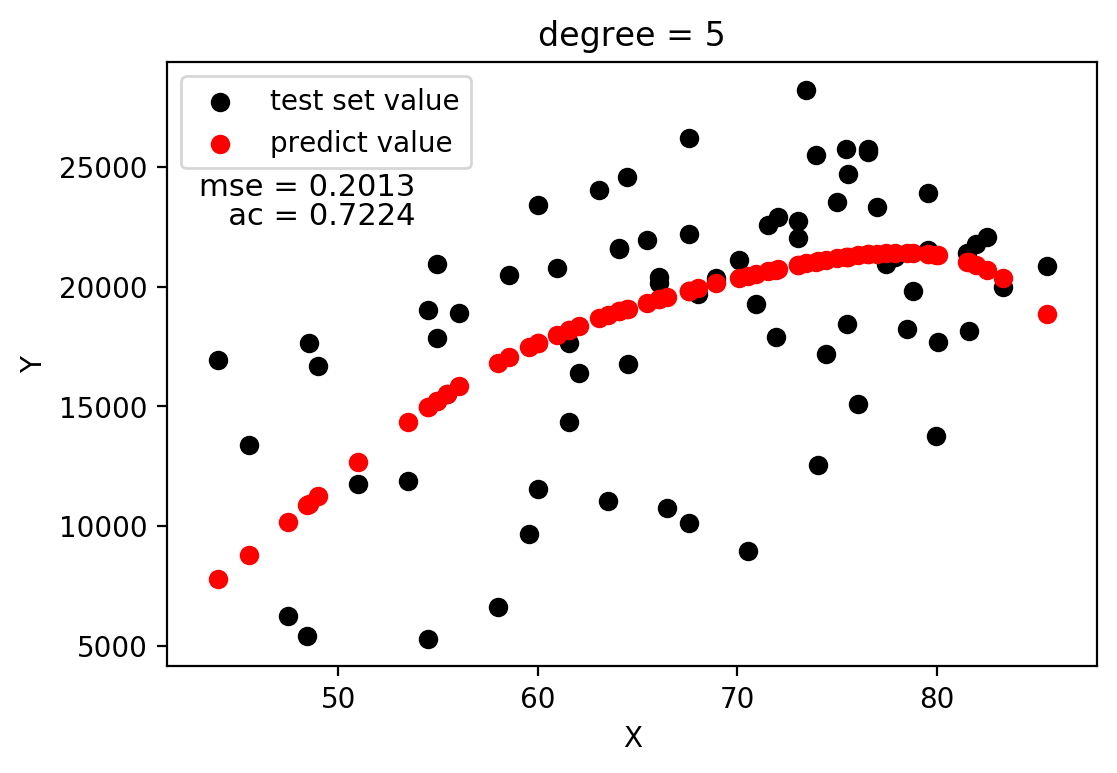 degree = 5
test set value
predict value
mse = 0.2013
ac = 0.7224
25000
20000
15000
10000
5000
Y
50 60 70 80
X